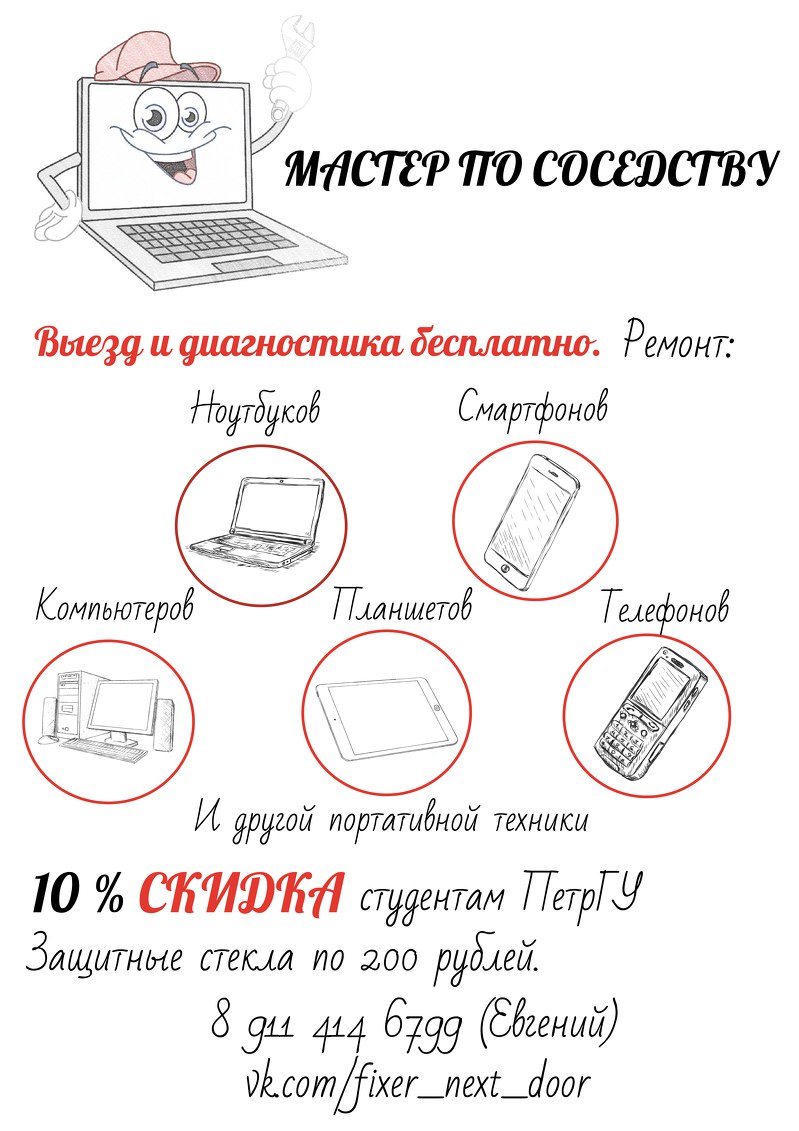 МАСТЕР ПО СОСЕДСТВУ
Выезд и диагностика бесплатно. Ремонт:
Ноутбуков Смартфонов
Компьютеров Планшетов Телефонов
И другой портативной техники
10 % СКИДКА студентам ПетрГУ
Защитные стекла по 200 рублей.
8 911 414 6799 (Евгений)
vk.com/fixer_next_door